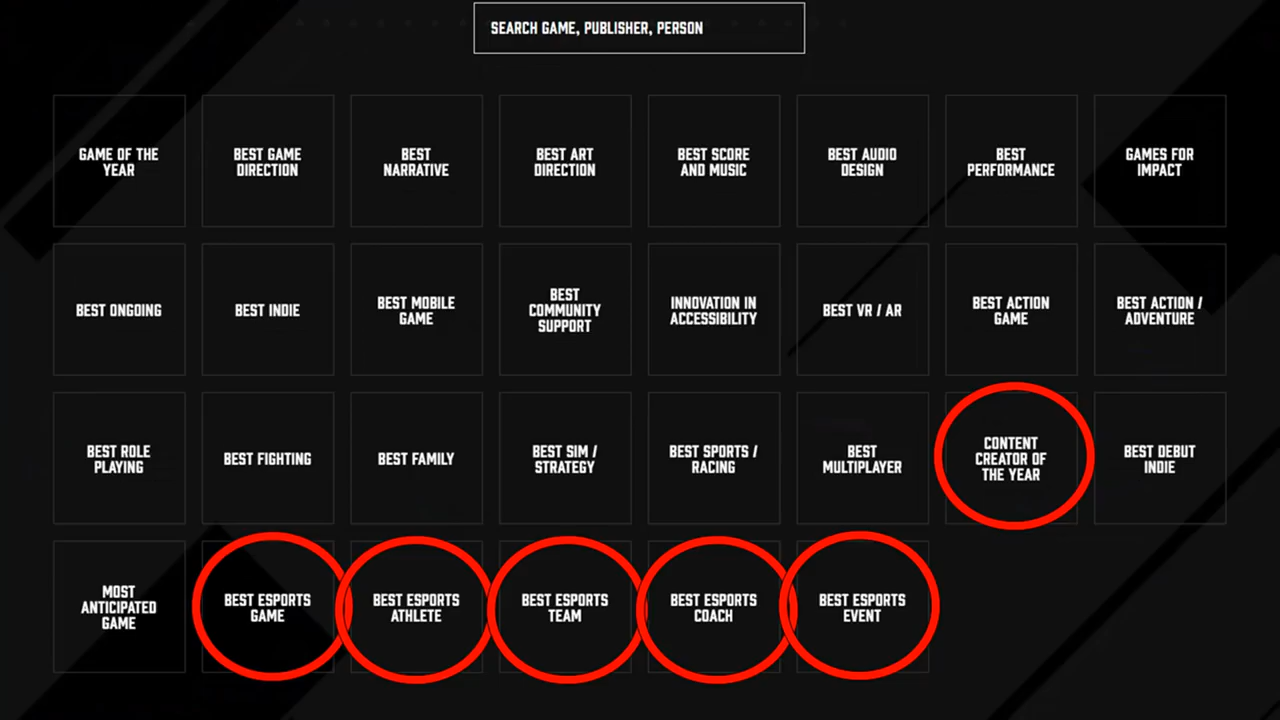 SEARCH GAME, PUBLISHER, PERSON
GAME OF THE
YEAR
BEST GAME
DIRECTION
BEST
NARRATIVE
BEST ART
DIRECTION
BEST SCORE
AND MUSIC
BEST AUDIO
DESIGN
BEST
PERFORMANCE
GAMES FOR
IMPACT
BEST ONGOING
BEST INDIE
BEST MOBILE
GAME
BEST
COMMUNITY
SUPPORT
INNOVATION IN
ACCESSIBILITY
BEST VR / AR
BEST ACTION
GAME
BEST ACTION /
ADVENTURE
BEST ROLE
PLAYING
BEST FIGHTING
BEST FAMILY
BEST SIM /
STRATEGY
BEST SPORTS /
RACING
BEST
MULTIPLAYER
CONTENT
CREATOR OF
THE YEAR
BEST DEBUT
INDIE
MOST
ANTICIPATED
GAME
BEST ESPORTS
GAME
BEST ESPORTS
ATHLETE
BEST ESPORTS
TEAM
BEST ESPORTS
COACH
BEST ESPORTS
EVENT